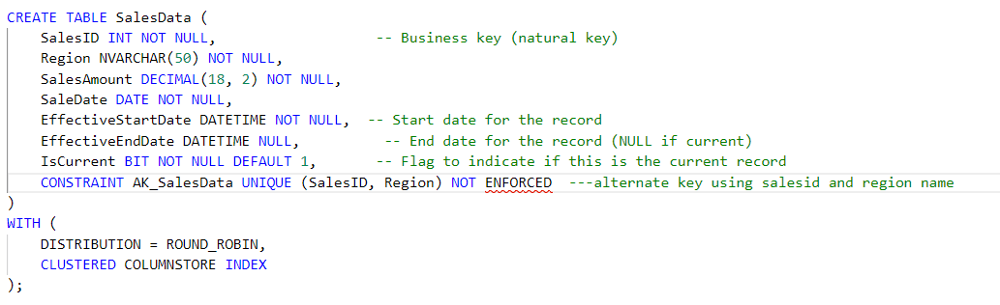 CREATE TABLE SalesData (
    SalesID INT NOT NULL,                   -- Business key (natural key)
    Region NVARCHAR(50) NOT NULL,
    SalesAmount DECIMAL(18, 2) NOT NULL,
    SaleDate DATE NOT NULL,
    EffectiveStartDate DATETIME NOT NULL,  -- Start date for the record
    EffectiveEndDate DATETIME NULL,          -- End date for the record (NULL if current)
    IsCurrent BIT NOT NULL DEFAULT 1,       -- Flag to indicate if this is the current record
    CONSTRAINT AK_SalesData UNIQUE (SalesID, Region) NOT ENFORCED  ---alternate key using salesid and region name
)
WITH (
    DISTRIBUTION = ROUND_ROBIN,
    CLUSTERED COLUMNSTORE INDEX
);